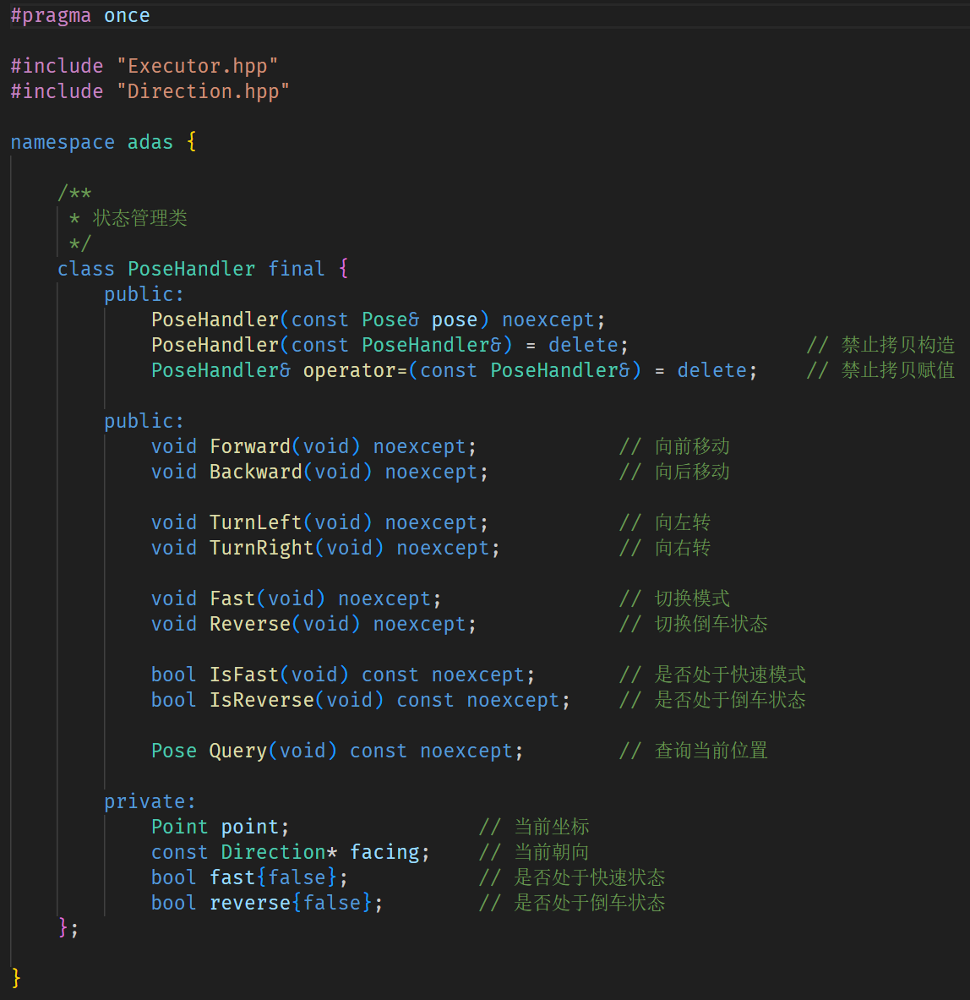 #pragma once
#include "Executor.hpp"
#include "Direction.hpp"
namespace adas {
/**
* 状态管理类
*/
class PoseHandler final {
public:
PoseHandler(const Pose& pose) noexcept;
PoseHandler(const PoseHandler&) = delete; // 禁止拷贝构造
PoseHandler& operator=(const PoseHandler&) = delete; // 禁止拷贝赋值
public:
void Forward(void) noexcept; // 向前移动
void Backward(void) noexcept; // 向后移动
void TurnLeft(void) noexcept; // 向左转
void TurnRight(void) noexcept; // 向右转
void Fast(void) noexcept; // 切换模式
void Reverse(void) noexcept; // 切换倒车状态
bool IsFast(void) const noexcept; // 是否处于快速模式
bool IsReverse(void) const noexcept; // 是否处于倒车状态
Pose Query(void) const noexcept; // 查询当前位置
private:
Point point; // 当前坐标
const Direction* facing; // 当前朝向
bool fast{false}; // 是否处于快速状态
bool reverse{false}; // 是否处于倒车状态
};
}